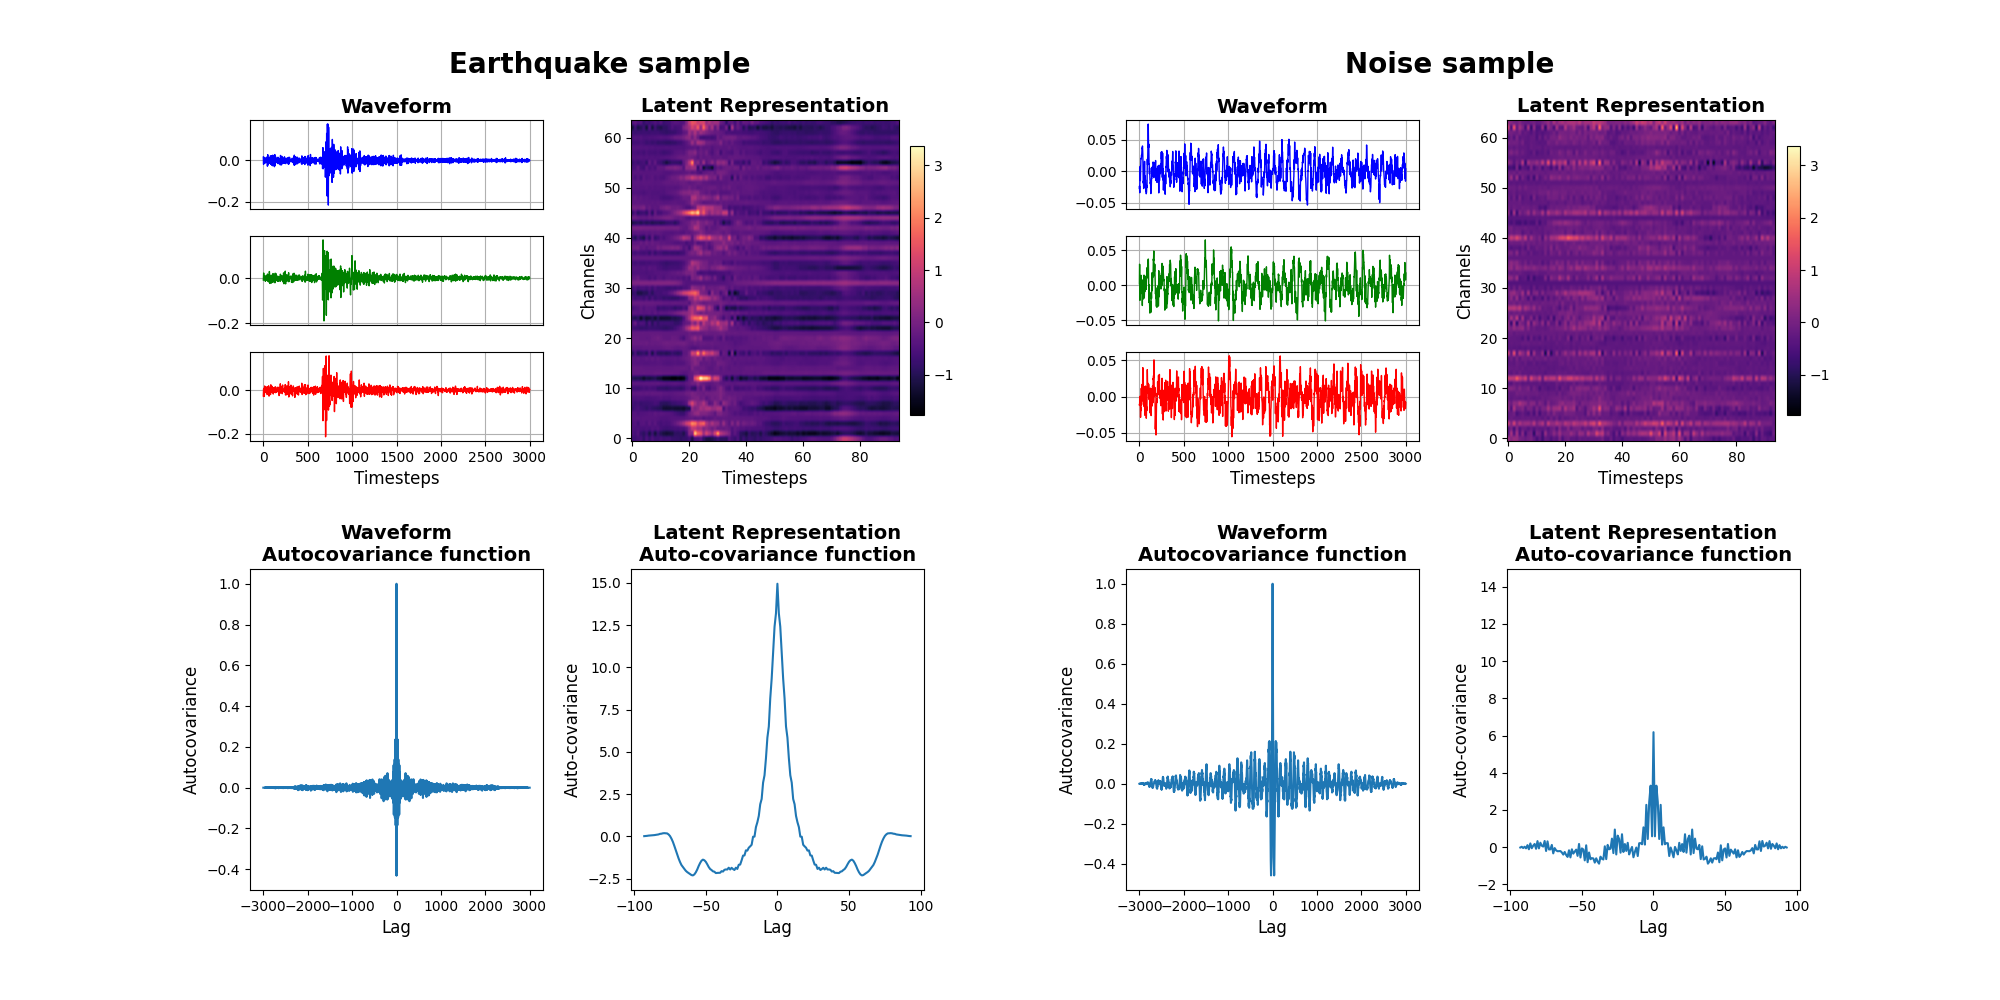 Earthquake sample
Noise sample
Waveform
Latent Representation
Waveform
Latent Representation
0.0
−0.2
0.0
−0.2
0.0
−0.2
0 500 1000 1500 2000 2500 3000
Timesteps
Channels
60
50
40
30
20
10
0
0 20 40 60 80
Timesteps
3
2
1
0
−1
0.05
0.00
−0.05
0.05
0.00
−0.05
0.05
0.00
−0.05
0 500 1000 1500 2000 2500 3000
Timesteps
Channels
60
50
40
30
20
10
0
0 20 40 60 80
Timesteps
3
2
1
0
−1
Waveform
Autocovariance function
Autocovariance
1.0
0.8
0.6
0.4
0.2
0.0
−0.2
−0.4
−3000 −2000 −1000 0 1000 2000 3000
Lag
Latent Representation
Auto-covariance function
Auto-covariance
15.0
12.5
10.0
7.5
5.0
2.5
0.0
−2.5
−100 −50 0 50 100
Lag
Waveform
Autocovariance function
Autocovariance
1.0
0.8
0.6
0.4
0.2
0.0
−0.2
−0.4
−3000 −2000 −1000 0 1000 2000 3000
Lag
Latent Representation
Auto-covariance function
Auto-covariance
14
12
10
8
6
4
2
0
−2
−100 −50 0 50 100
Lag